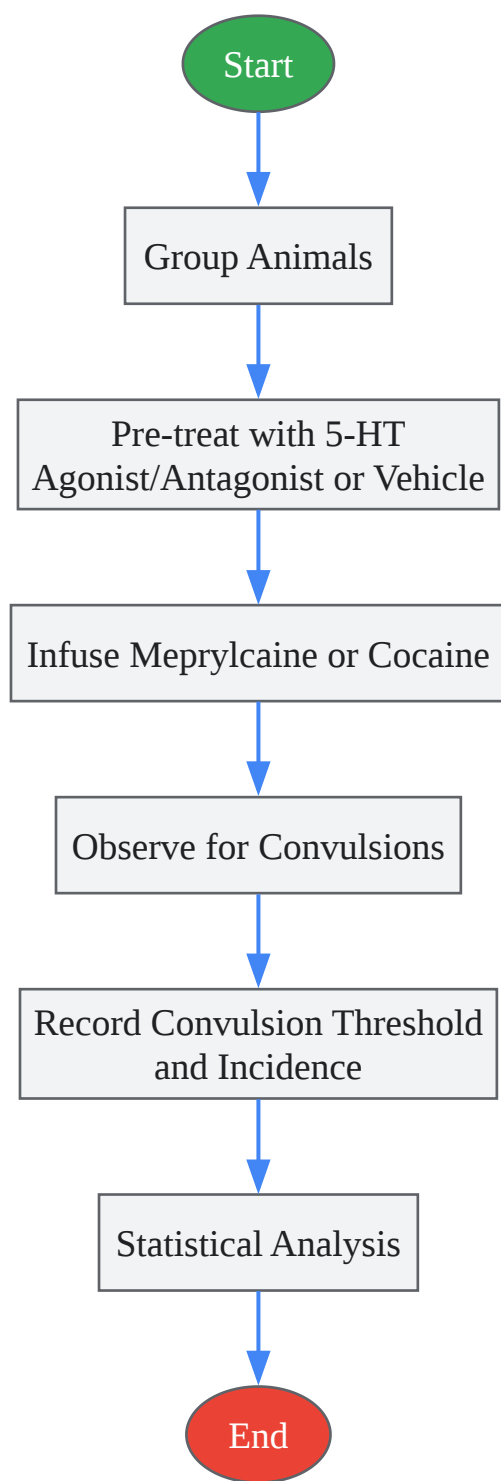 Start
Group Animals
Pre-treat with 5-HT
Agonist/Antagonist or Vehicle
Infuse Meprylcaine or Cocaine
Observe for Convulsions
Record Convulsion Threshold
and Incidence
Statistical Analysis
End